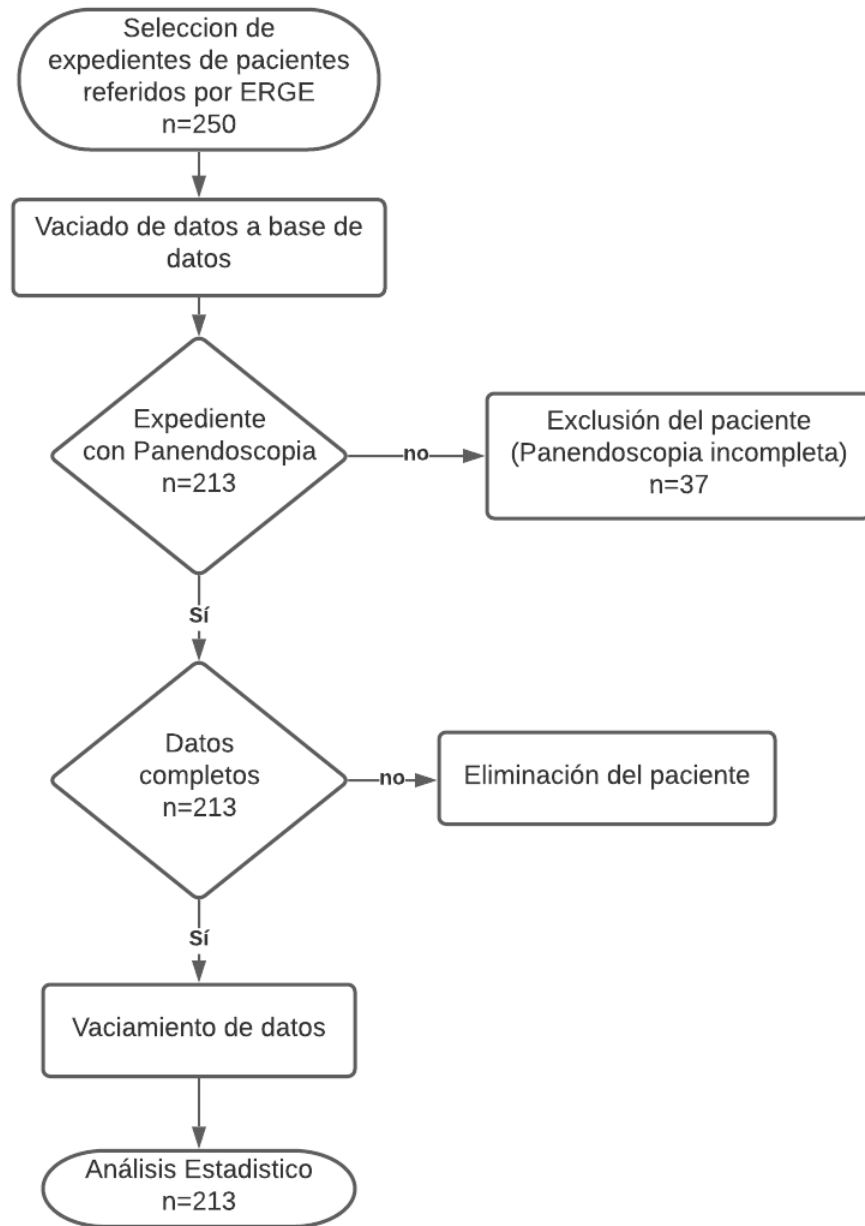 Seleccion de
expedientes de pacientes
referidos por ERGE
n=250
Vaciado de datos a base de
datos
Expediente
con Panendoscopia
n=213
no
Exclusión del paciente
(Panendoscopia incompleta)
n=37
Sí
Datos
completos
n=213
no
Eliminación del paciente
Sí
Vaciamiento de datos
Análisis Estadistico
n=213